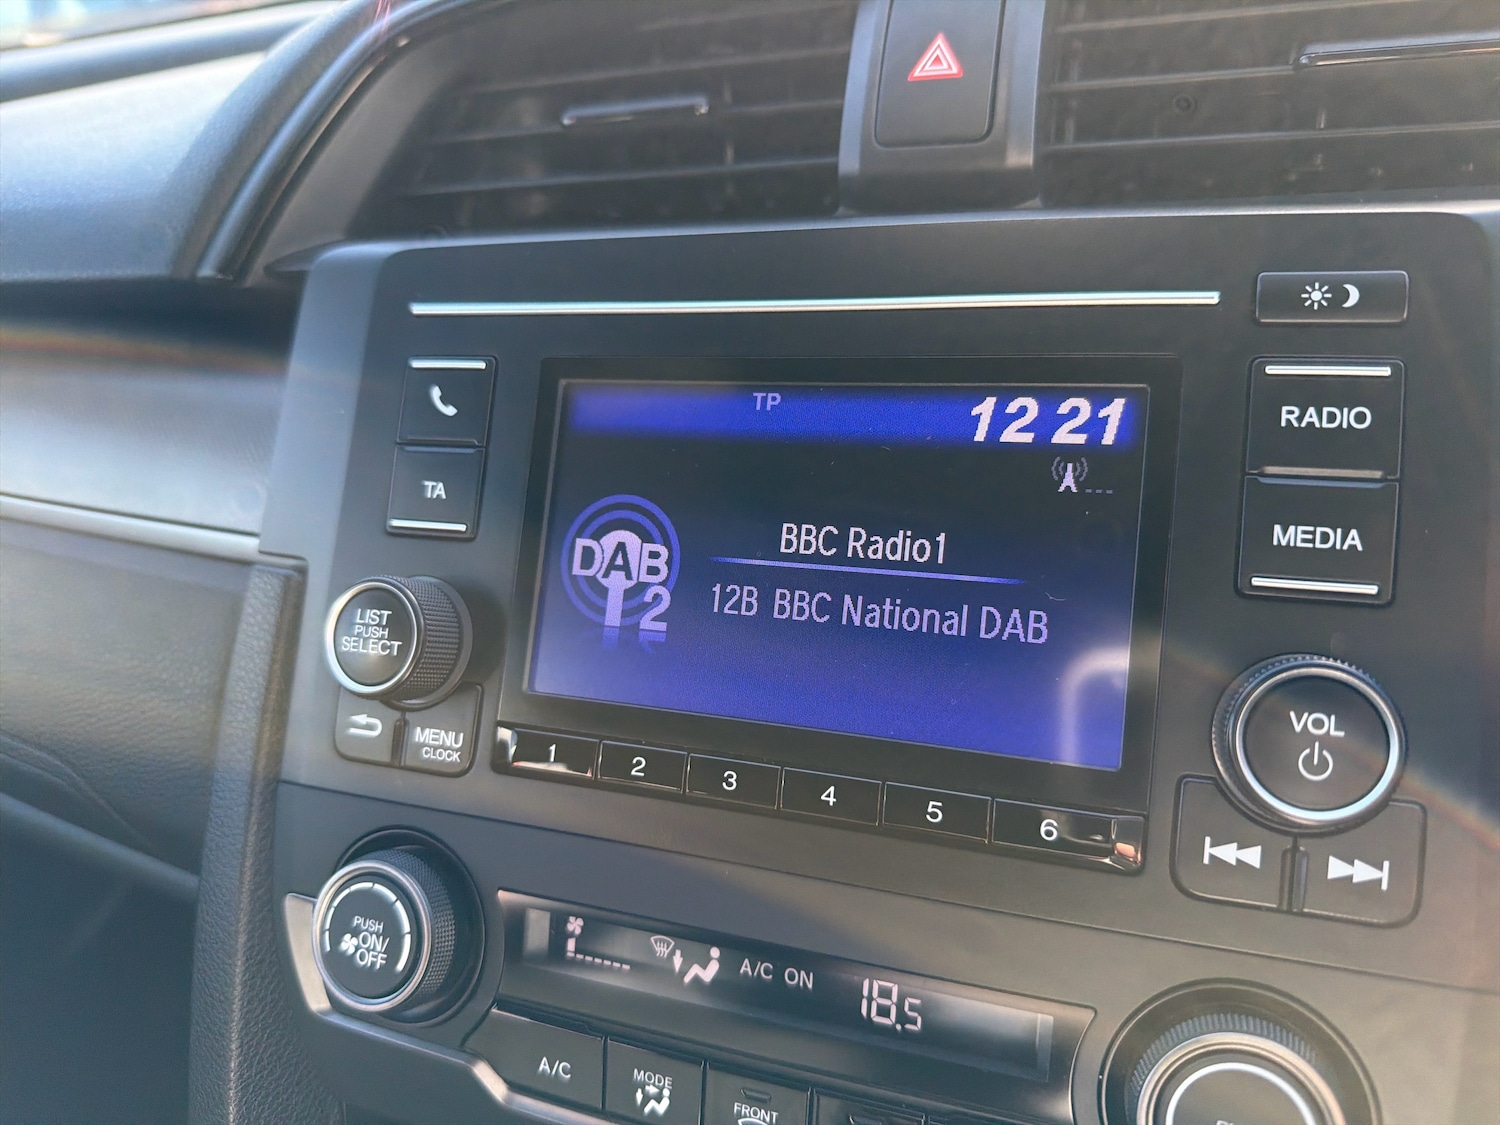 TP
12 21
RADIO
TA
BBC Radio1
MEDIA
DAB
12
12B BBC National DAB
LIST
PUSH
SELECT
MENU
CLOCK
VOL
1
2
3
4
5
6
PUSH
ON/
OFF
A/C ON
18.5
A/C
MODE
FRONT